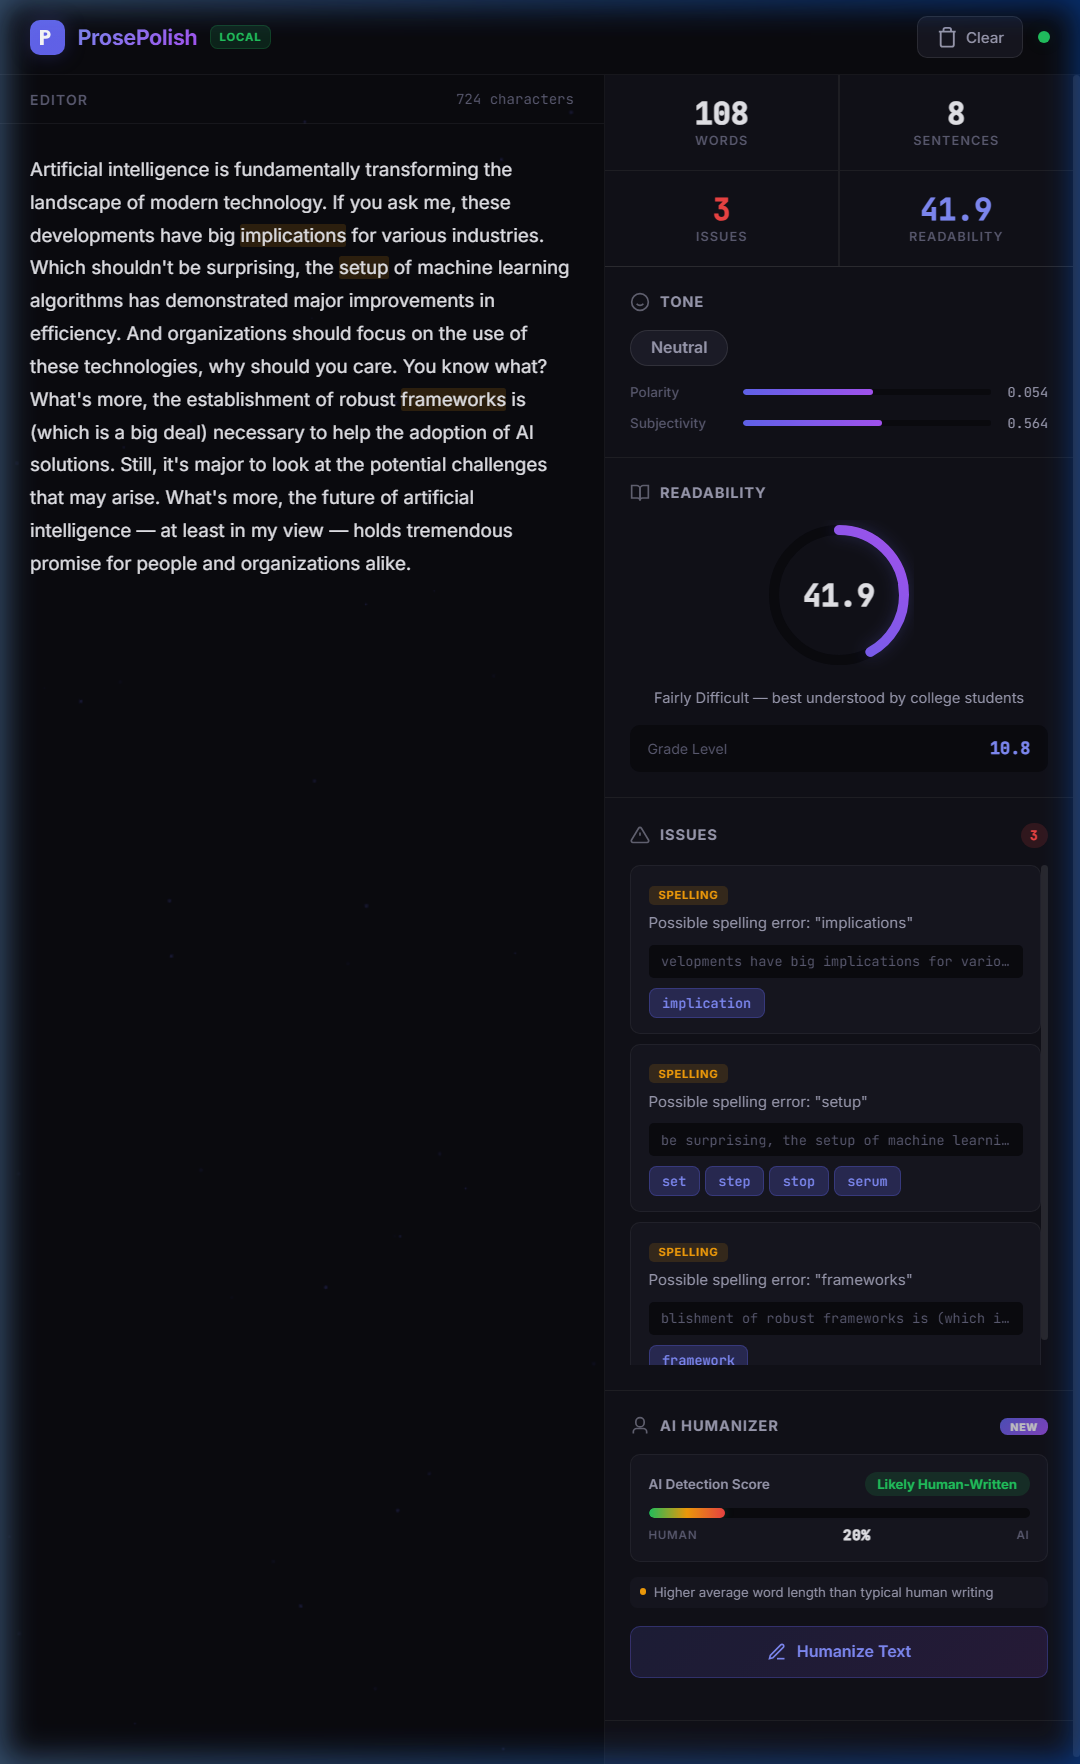 P ProsePolish LOCAL
Clear
EDITOR
724 characters
Artificial intelligence is fundamentally transforming the
landscape of modern technology. If you ask me, these
developments have big implications for various industries.
Which shouldn't be surprising, the setup of machine learning
algorithms has demonstrated major improvements in
efficiency. And organizations should focus on the use of
these technologies, why should you care. You know what?
What's more, the establishment of robust frameworks is
(which is a big deal) necessary to help the adoption of AI
solutions. Still, it's major to look at the potential challenges
that may arise. What's more, the future of artificial
intelligence — at least in my view — holds tremendous
promise for people and organizations alike.
108
WORDS
8
SENTENCES
3
ISSUES
41.9
READABILITY
TONE
Neutral
Polarity 0.054
Subjectivity 0.564
READABILITY
41.9
Fairly Difficult — best understood by college students
Grade Level 10.8
ISSUES 3
SPELLING
Possible spelling error: "implications"
velopments have big implications for vario…
implication
SPELLING
Possible spelling error: "setup"
be surprising, the setup of machine learni…
set step stop serum
SPELLING
Possible spelling error: "frameworks"
blishment of robust frameworks is (which i…
framework
AI HUMANIZER NEW
AI Detection Score Likely Human-Written
HUMAN 20% AI
Higher average word length than typical human writing
Humanize Text